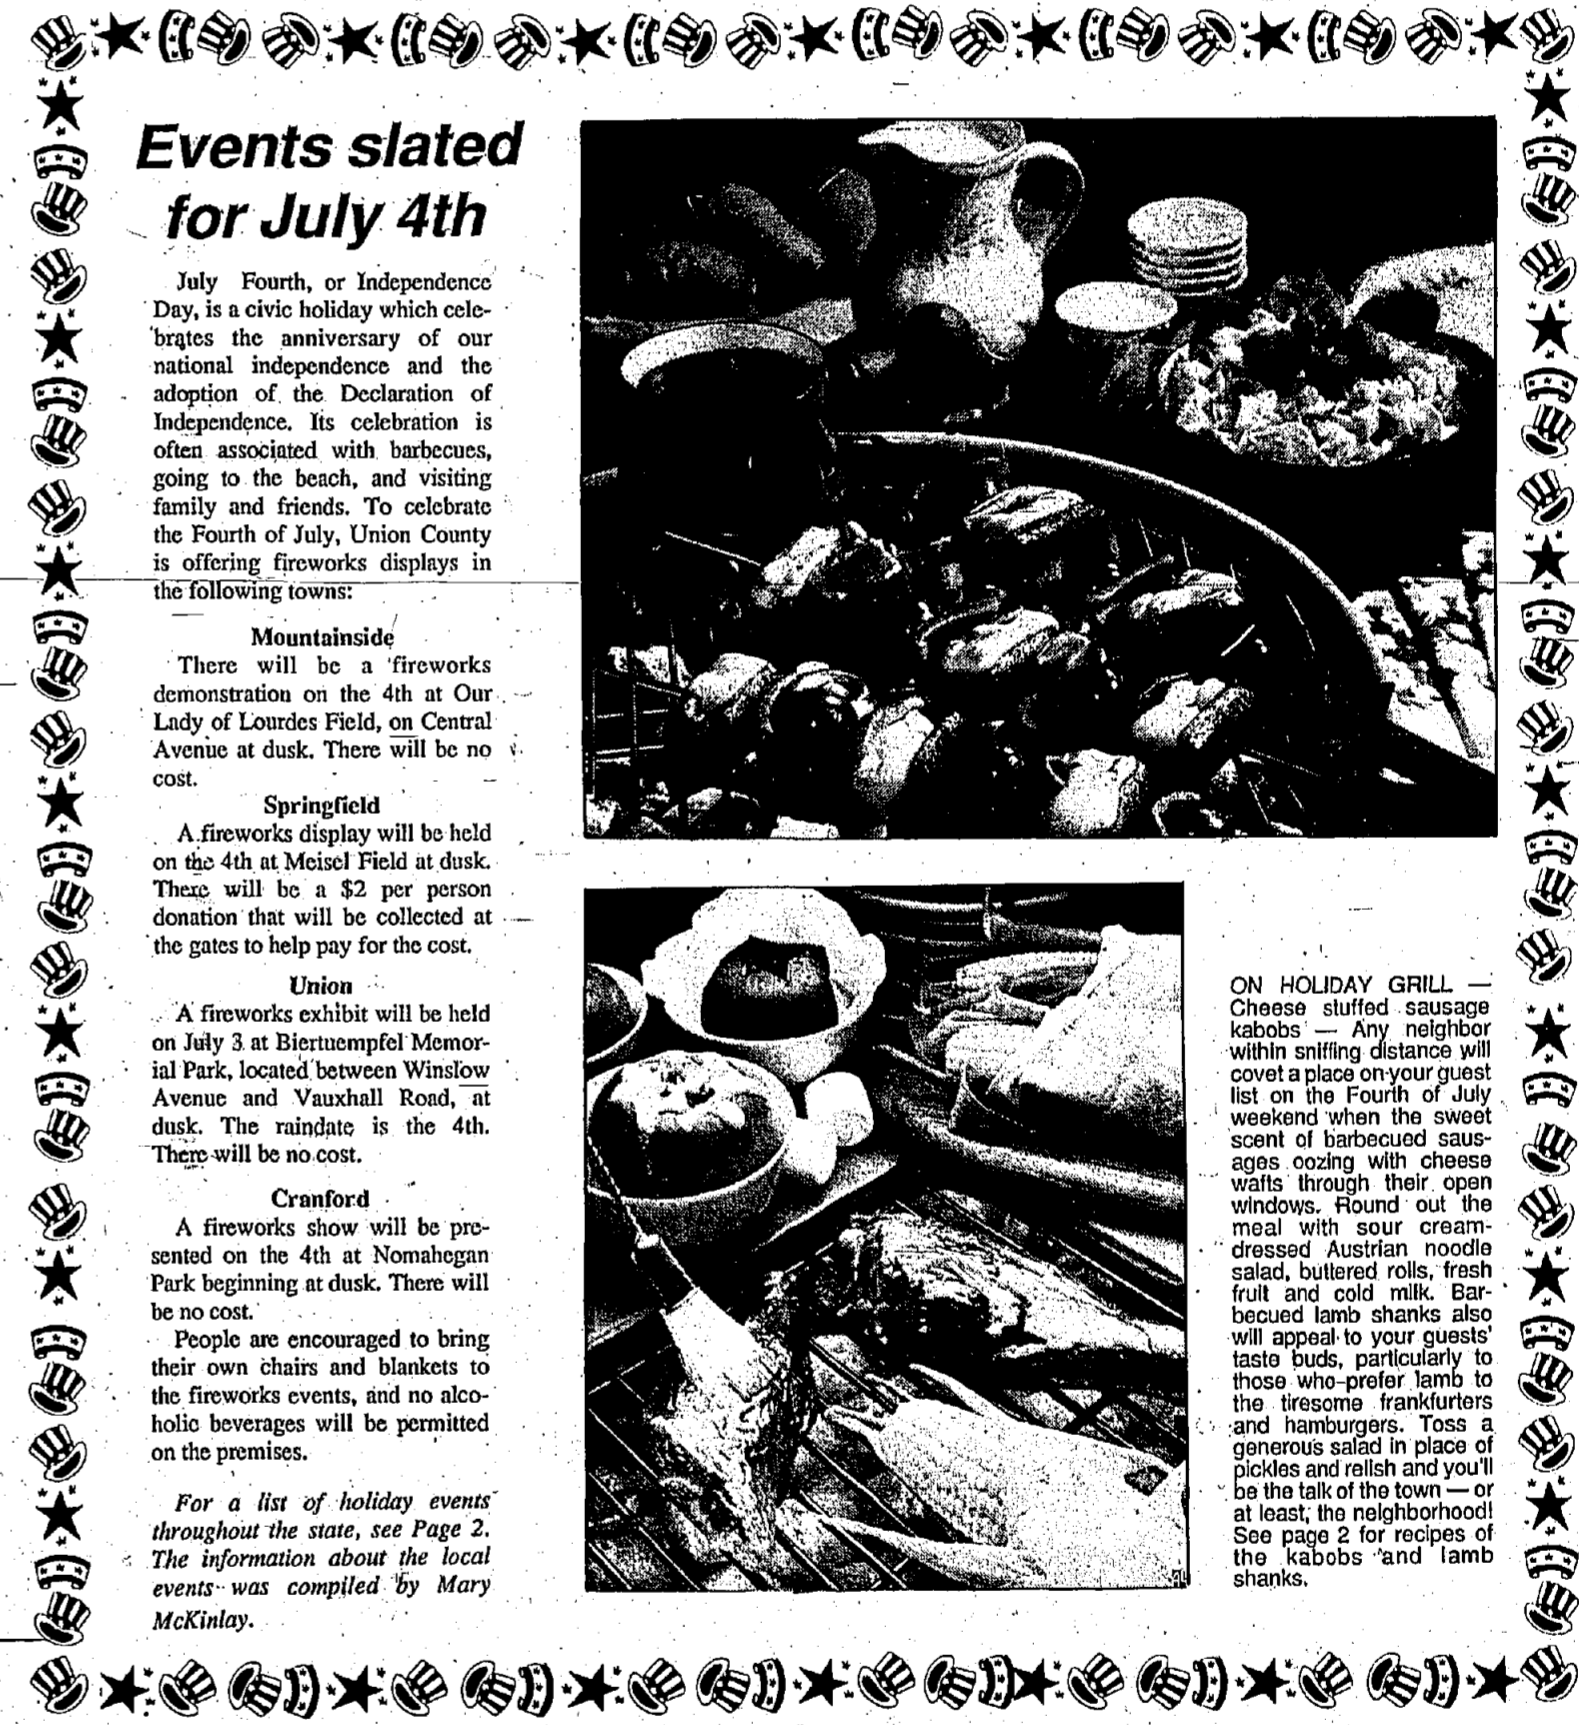 Events slated
for July 4th
July Fourth, or Independence
Day, is a civic holiday which cele-
brates the anniversary of our
national independence and the
adoption of the Declaration of
Independence. Its celebration is
often associated with barbecues,
going to the beach, and visiting
family and friends. To celebrate
the Fourth of July, Union County
is offering fireworks displays in
the following towns:
Mountainside
There will be a fireworks
demonstration on the 4th at Our
Lady of Lourdes Field, on Central
Avenue at dusk. There will be no
cost.
Springfield
A fireworks display will be held
on the 4th at Meisel Field at dusk.
There will be a $2 per person
donation that will be collected at
the gates to help pay for the cost.
Union
A fireworks exhibit will be held
on July 3 at Biertuempfel Memor-
ial Park, located between Winslow
Avenue and Vauxhall Road, at
dusk. The raindate is the 4th.
There will be no cost.
Cranford
A fireworks show will be pre-
sented on the 4th at Nomahegan
Park beginning at dusk. There will
be no cost.
People are encouraged to bring
their own chairs and blankets to
the fireworks events, and no alco-
holic beverages will be permitted
on the premises.
For a list of holiday events
throughout the state, see Page 2.
The information about the local
events was compiled by Mary
McKinlay.
ON HOLIDAY GRILL —
Cheese stuffed sausage
kabobs — Any neighbor
within sniffing distance will
covet a place on your guest
list on the Fourth of July
weekend when the sweet
scent of barbecued saus-
ages oozing with cheese
wafts through their open
windows. Round out the
meal with sour cream-
dressed Austrian noodle
salad, buttered rolls, fresh
fruit and cold milk. Bar-
becued lamb shanks also
will appeal to your guests'
taste buds, particularly to
those who prefer lamb to
the tiresome frankfurters
and hamburgers. Toss a
generous salad in place of
pickles and relish and you'll
be the talk of the town — or
at least, the neighborhood!
See page 2 for recipes of
the kabobs and lamb
shanks.